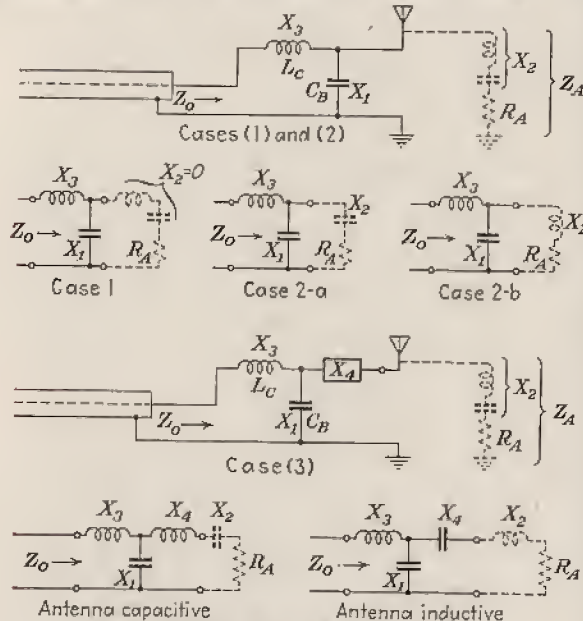 X3
LC
Z0 → CB X1 X2 RA ZA
Cases (1) and (2)
X3 X2=0 X3 X2 X3 X2
Z0 → X1 RA Z0 → X1 RA Z0 → X1 RA
Case 1 Case 2-a Case 2-b
X3 X4
LC
Z0 → X1 CB X2 RA ZA
Case (3)
X3 X4 X2 X3 X4 X2
Z0 → X1 RA Z0 → X1 RA
Antenna capacitive Antenna inductive